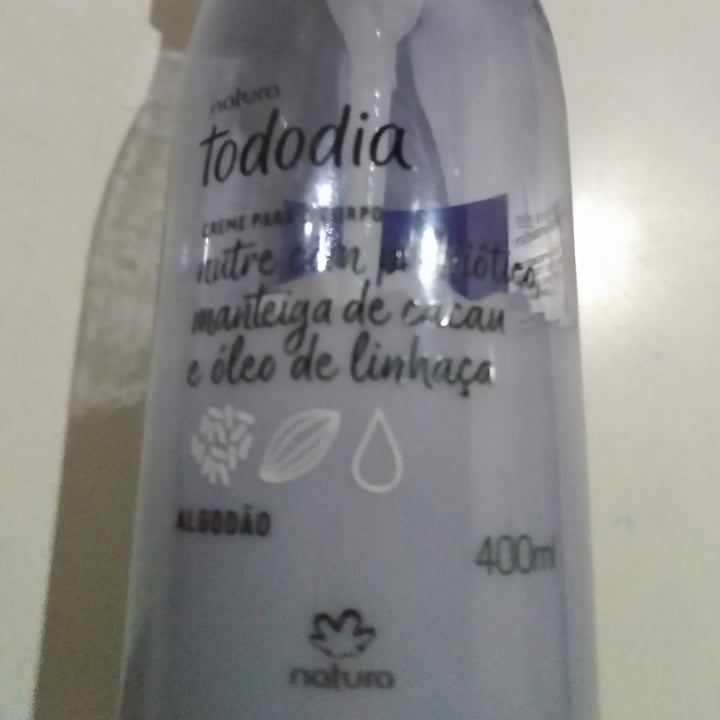 natura
tododia
CREME PARA O CORPO
nutre com prebiótico,
manteiga de cacau
e óleo de linhaça
ALGODÃO
400ml
natura